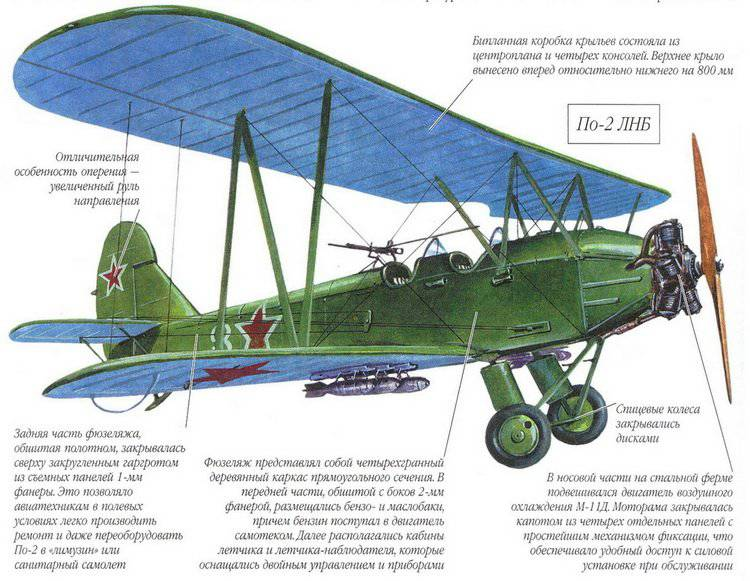 Бипланная коробка крыльев состояла из
центроплана и четырех консолей. Верхнее крыло
вынесено вперед относительно нижнего на 800 мм
По-2 ЛНБ
Отличительная
особенность оперения —
увеличенный руль
направления
8
Спицевые колеса
закрывались
дисками
Задняя часть фюзеляжа,
обшитая полотном, закрывалась
сверху закругленным гаргротом
из съемных панелей 1-мм
фанеры. Это позволяло
авиатехникам в полевых
условиях легко производить
ремонт и даже переоборудовать
По-2 в «лимузин» или
санитарный самолет
Фюзеляж представлял собой четырехгранный
деревянный каркас прямоугольного сечения. В
передней части, обшитой с боков 2-мм
фанерой, размещались бензо- и маслобаки,
причем бензин поступал в двигатель
самотеком. Далее располагались кабины
летчика и летчика-наблюдателя, которые
оснащались двойным управлением и приборами
В носовой части на стальной ферме
подвешивался двигатель воздушного
охлаждения М-11Д. Моторама закрывалась
капотом из четырех отдельных панелей с
простейшим механизмом фиксации, что
обеспечивало удобный доступ к силовой
установке при обслуживании